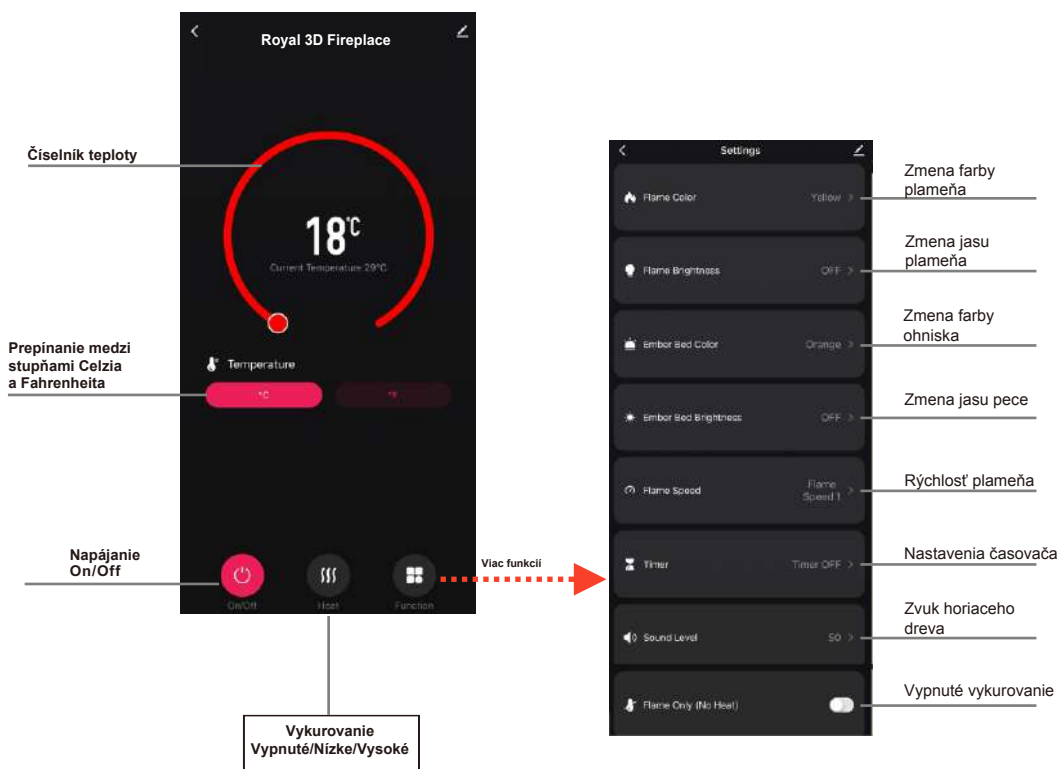 Royal 3D Fireplace
Číselník teploty
18°C
Current Temperature 29°C
Prepínanie medzi
stupňami Celzia
a Fahrenheita
Temperature
°C
°F
Napájanie
On/Off
On/Off
Heat
Function
Viac funkcií
Vykurovanie
Vypnuté/Nízke/Vysoké
Settings
Flame Color
Yellow
Zmena farby
plameňa
Flame Brightness
OFF
Zmena jasu
plameňa
Ember Bed Color
Orange
Zmena farby
ohniska
Ember Bed Brightness
OFF
Zmena jasu pece
Flame Speed
Flame
Speed 1
Rýchlosť plameňa
Timer
Timer OFF
Nastavenia časovača
Sound Level
S0
Zvuk horiaceho
dreva
Flame Only (No Heat)
Vypnuté vykurovanie